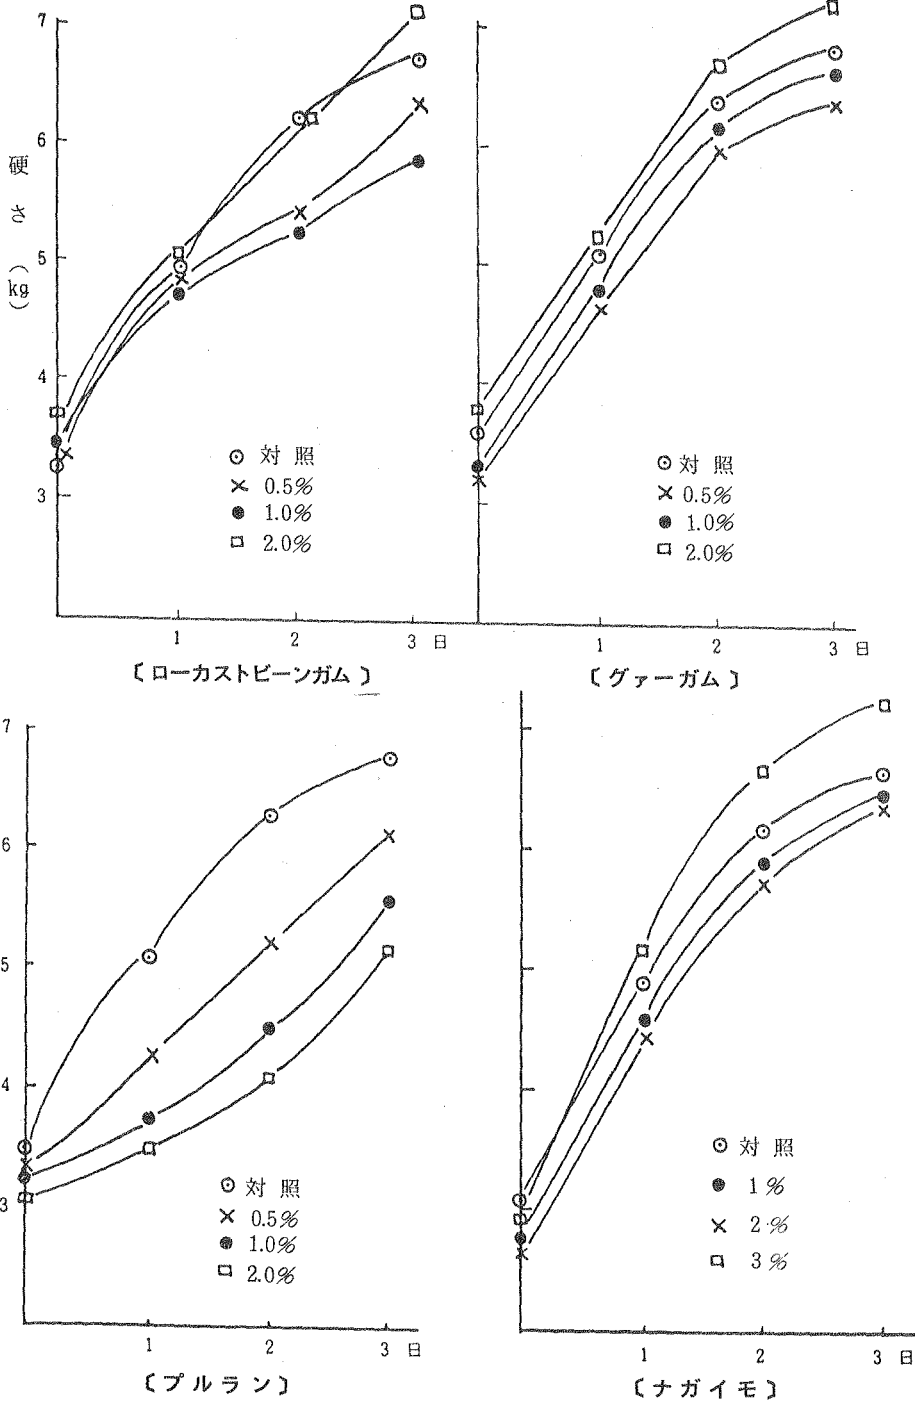 7
6
5
4
3
硬さ(kg)
⊙ 対照
× 0.5%
● 1.0%
□ 2.0%
1 2 3 日
〔ローカストビーンガム〕
⊙ 対照
× 0.5%
● 1.0%
□ 2.0%
1 2 3 日
〔グァーガム〕
7
6
5
4
3
⊙ 対照
× 0.5%
● 1.0%
□ 2.0%
1 2 3 日
〔プルラン〕
⊙ 対照
● 1%
× 2%
□ 3%
1 2 3 日
〔ナガイモ〕